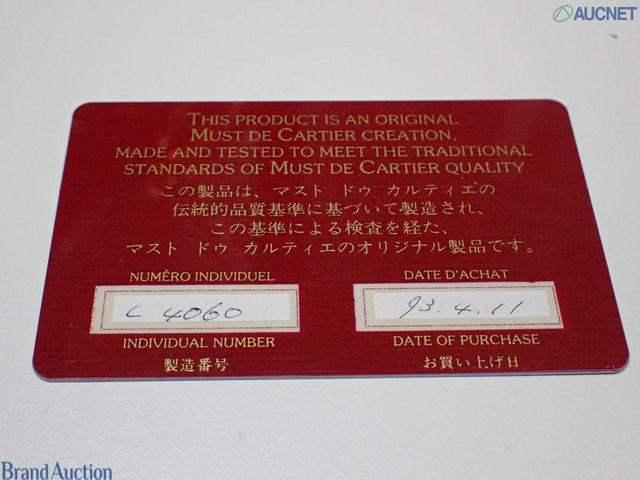 AUCNET
THIS PRODUCT IS AN ORIGINAL
MUST DE CARTIER CREATION,
MADE AND TESTED TO MEET THE TRADITIONAL
STANDARDS OF MUST DE CARTIER QUALITY
この製品は、マスト ドゥ カルティエの
伝統的品質基準に基づいて製造され、
この基準による検査を経た、
マスト ドゥ カルティエのオリジナル製品です。
NUMÉRO INDIVIDUEL
DATE D'ACHAT
L 4060
93.4.11
INDIVIDUAL NUMBER
DATE OF PURCHASE
製造番号
お買い上げ日
Brand Auction